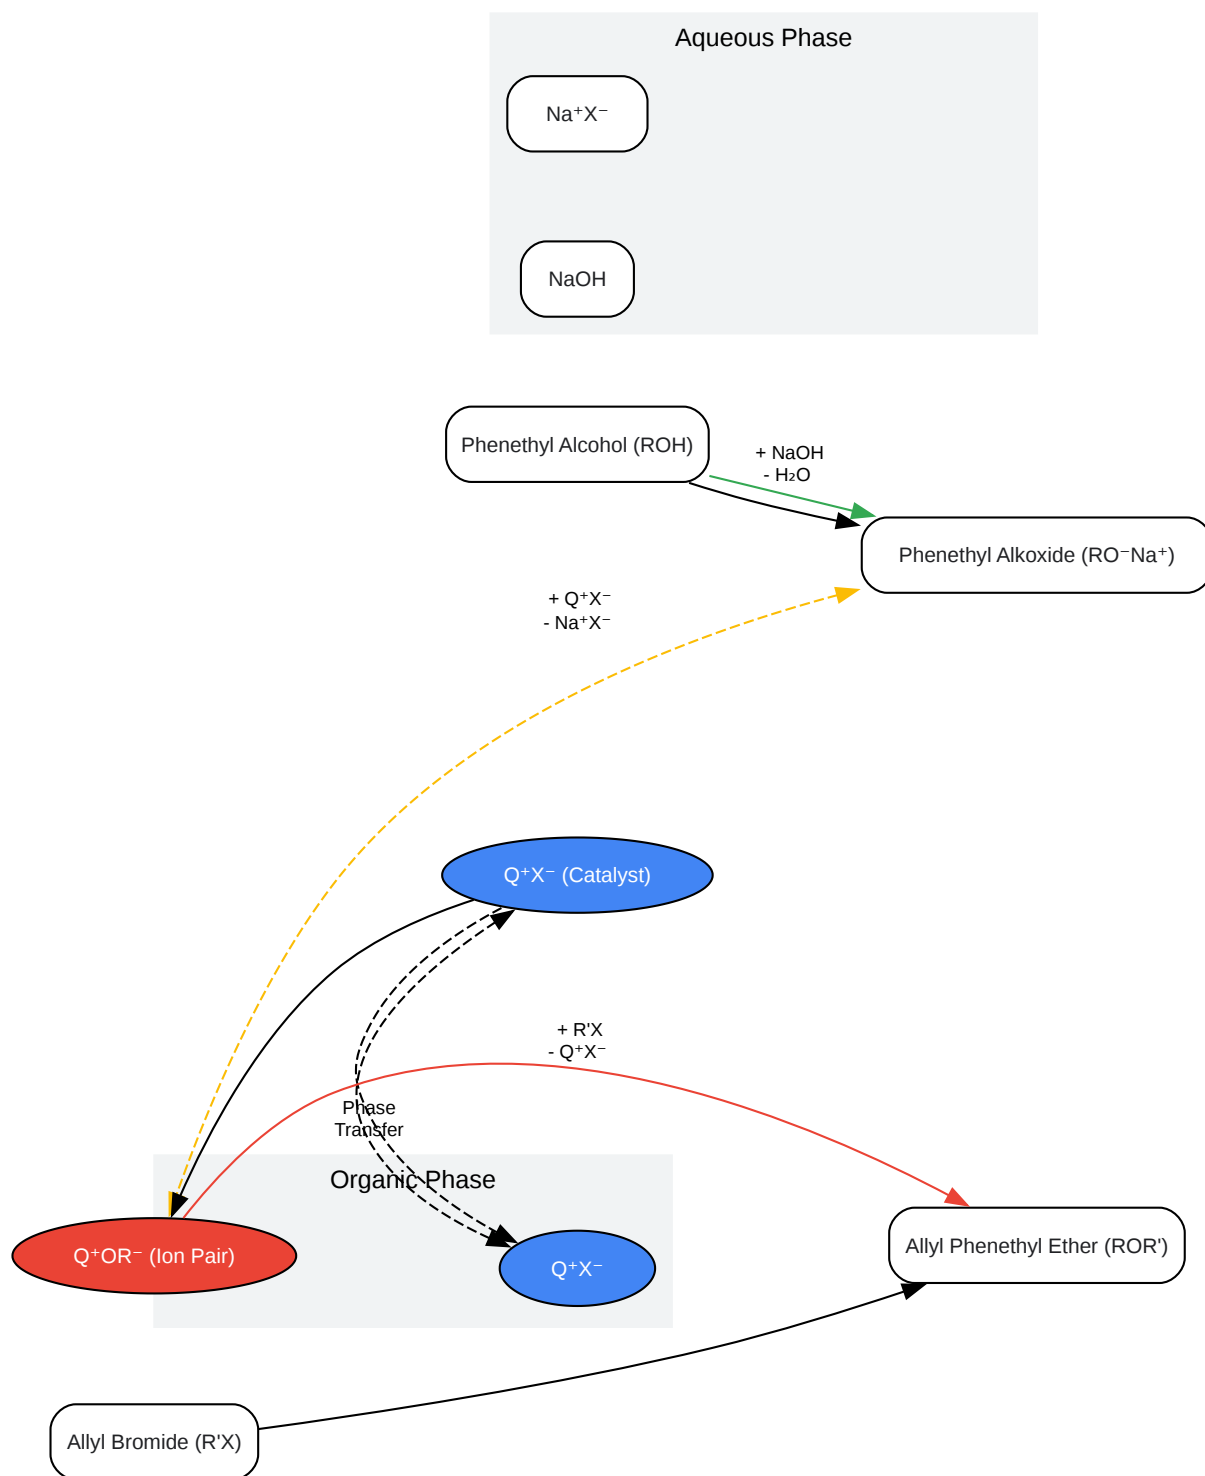 Aqueous Phase
Na⁺X⁻
NaOH
Phenethyl Alcohol (ROH)
+ NaOH
- H₂O
Phenethyl Alkoxide (RO⁻Na⁺)
+ Q⁺X⁻
- Na⁺X⁻
Q⁺X⁻ (Catalyst)
+ R'X
- Q⁺X⁻
Phase
Transfer
Organic Phase
Q⁺OR⁻ (Ion Pair)
Q⁺X⁻
Allyl Phenethyl Ether (ROR')
Allyl Bromide (R'X)